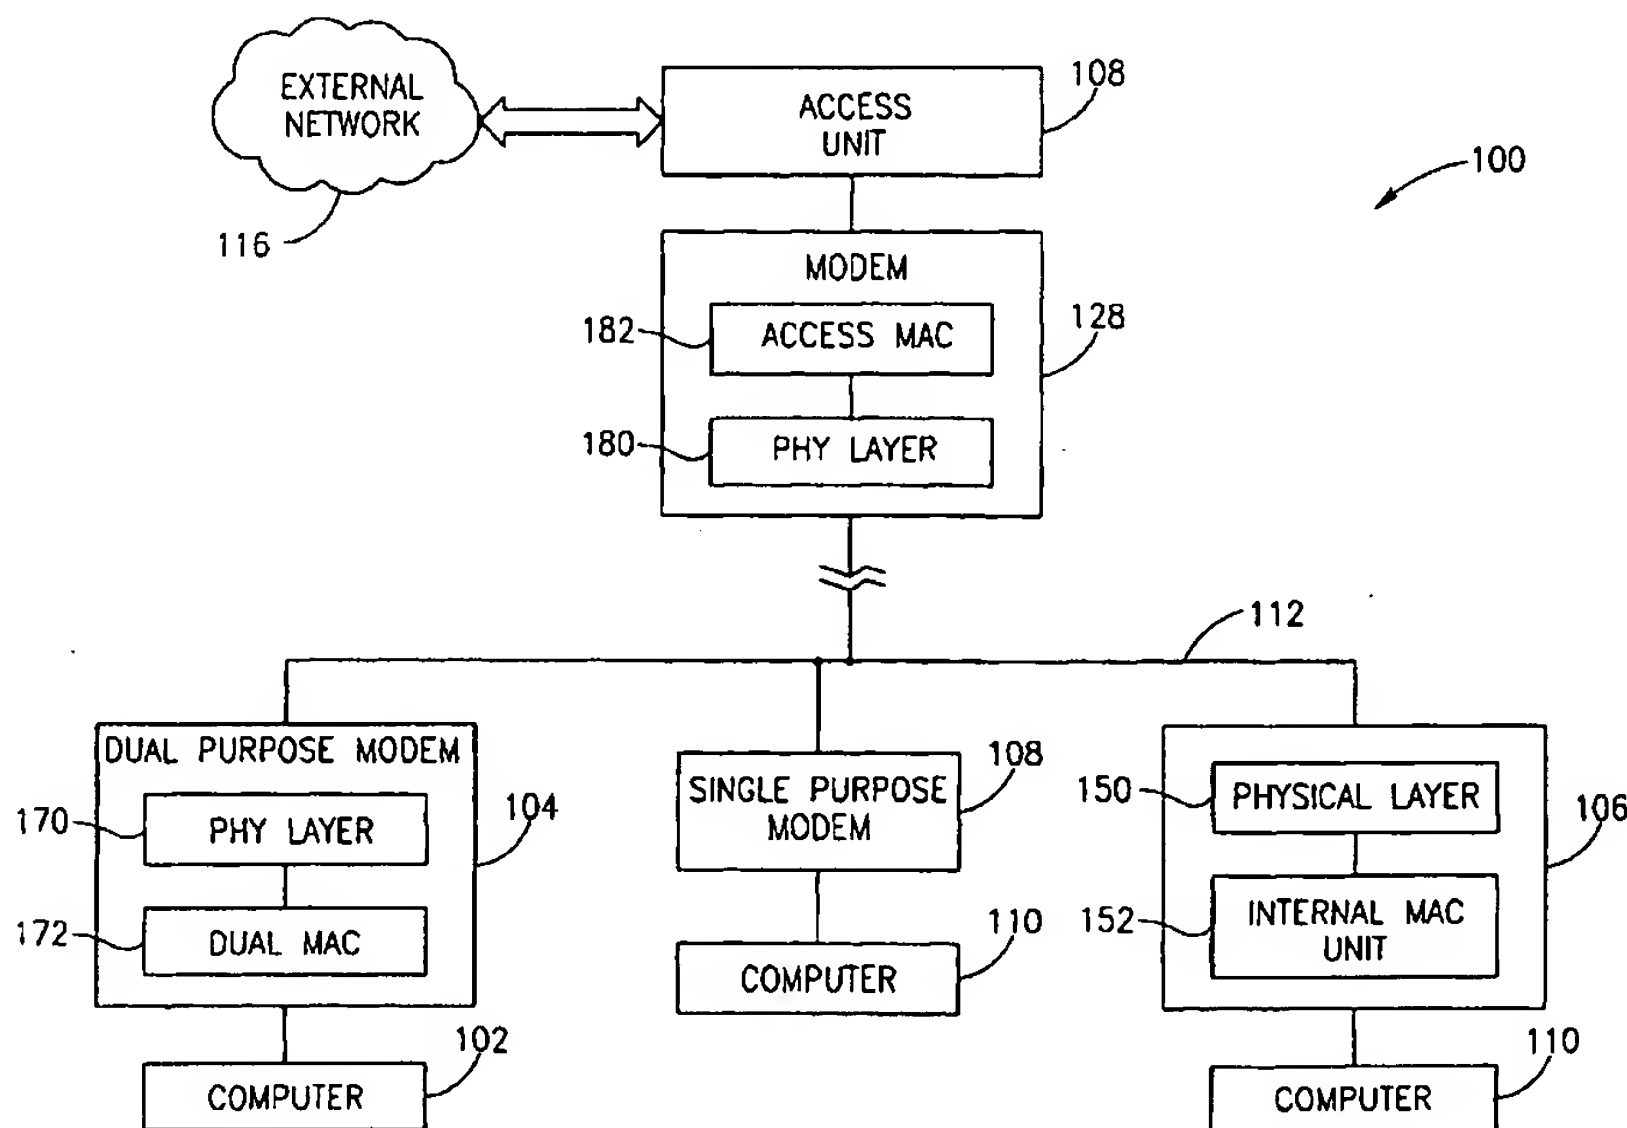 EXTERNAL
NETWORK
116
ACCESS
UNIT
108
100
MODEM
128
182
ACCESS MAC
180
PHY LAYER
112
DUAL PURPOSE MODEM
104
170
PHY LAYER
172
DUAL MAC
102
COMPUTER
SINGLE PURPOSE
MODEM
108
110
COMPUTER
150
PHYSICAL LAYER
106
152
INTERNAL MAC
UNIT
110
COMPUTER